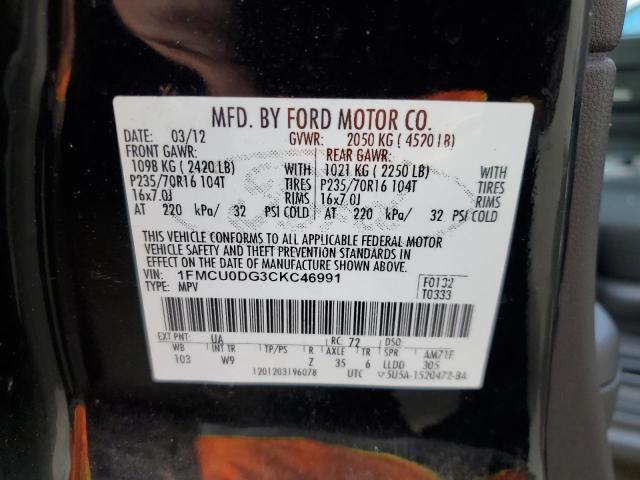 MFD. BY FORD MOTOR CO.
DATE: 03/12 GVWR: 2050 KG ( 4520 LB)
FRONT GAWR: REAR GAWR:
1098 KG ( 2420 LB) WITH 1021 KG ( 2250 LB) WITH
P235/70R16 104T TIRES P235/70R16 104T TIRES
16x7.0J RIMS 16x7.0J RIMS
AT 220 kPa/ 32 PSI COLD AT 220 kPa/ 32 PSI COLD
THIS VEHICLE CONFORMS TO ALL APPLICABLE FEDERAL MOTOR
VEHICLE SAFETY AND THEFT PREVENTION STANDARDS IN
EFFECT ON THE DATE OF MANUFACTURE SHOWN ABOVE.
VIN: 1FMCU0DG3CKC46991 F0132
TYPE: MPV T0333
EXT PNT: UA RC: 72 DSO:
WB INT TR TP/PS R AXLE TR SPR AM71F
103 W9 Z 35 6 LLDD 305
1201203196078 UTC 5U5A-1520472-BA